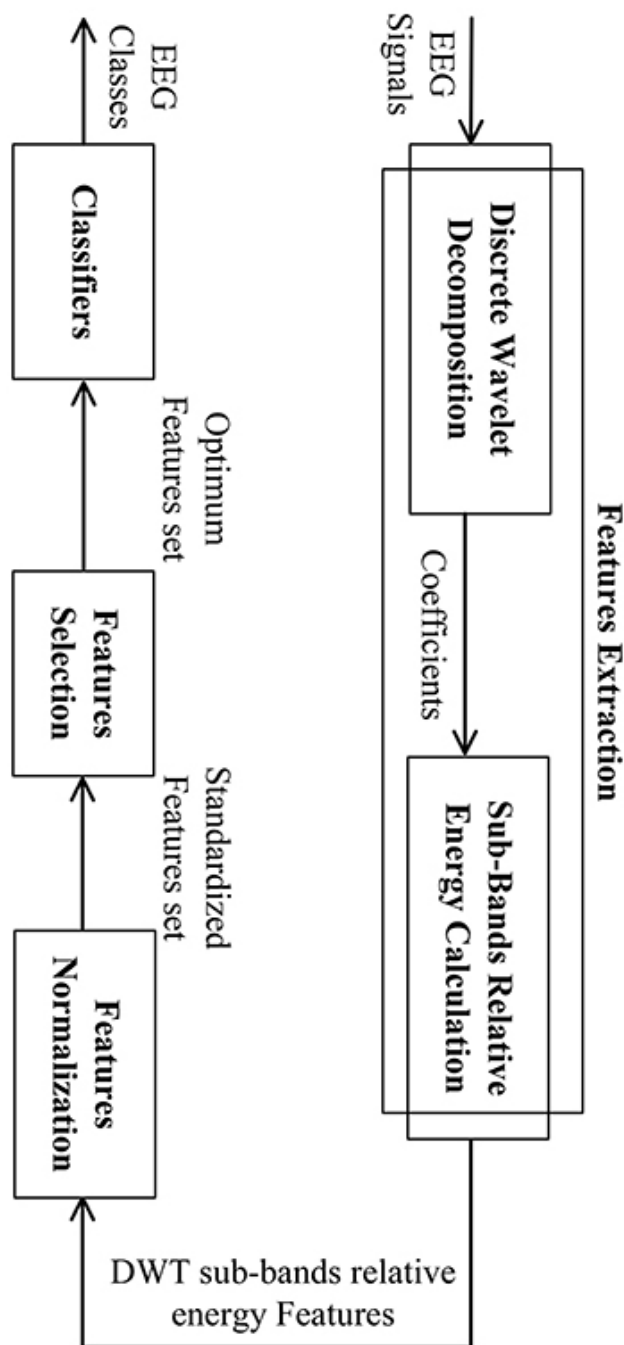 Features Extraction
EEG
Signals
Discrete Wavelet
Decomposition
Coefficients
Sub-Bands Relative
Energy Calculation
DWT sub-bands relative
energy Features
Features
Normalization
Standardized
Features set
Features
Selection
Optimum
Features set
Classifiers
EEG
Classes